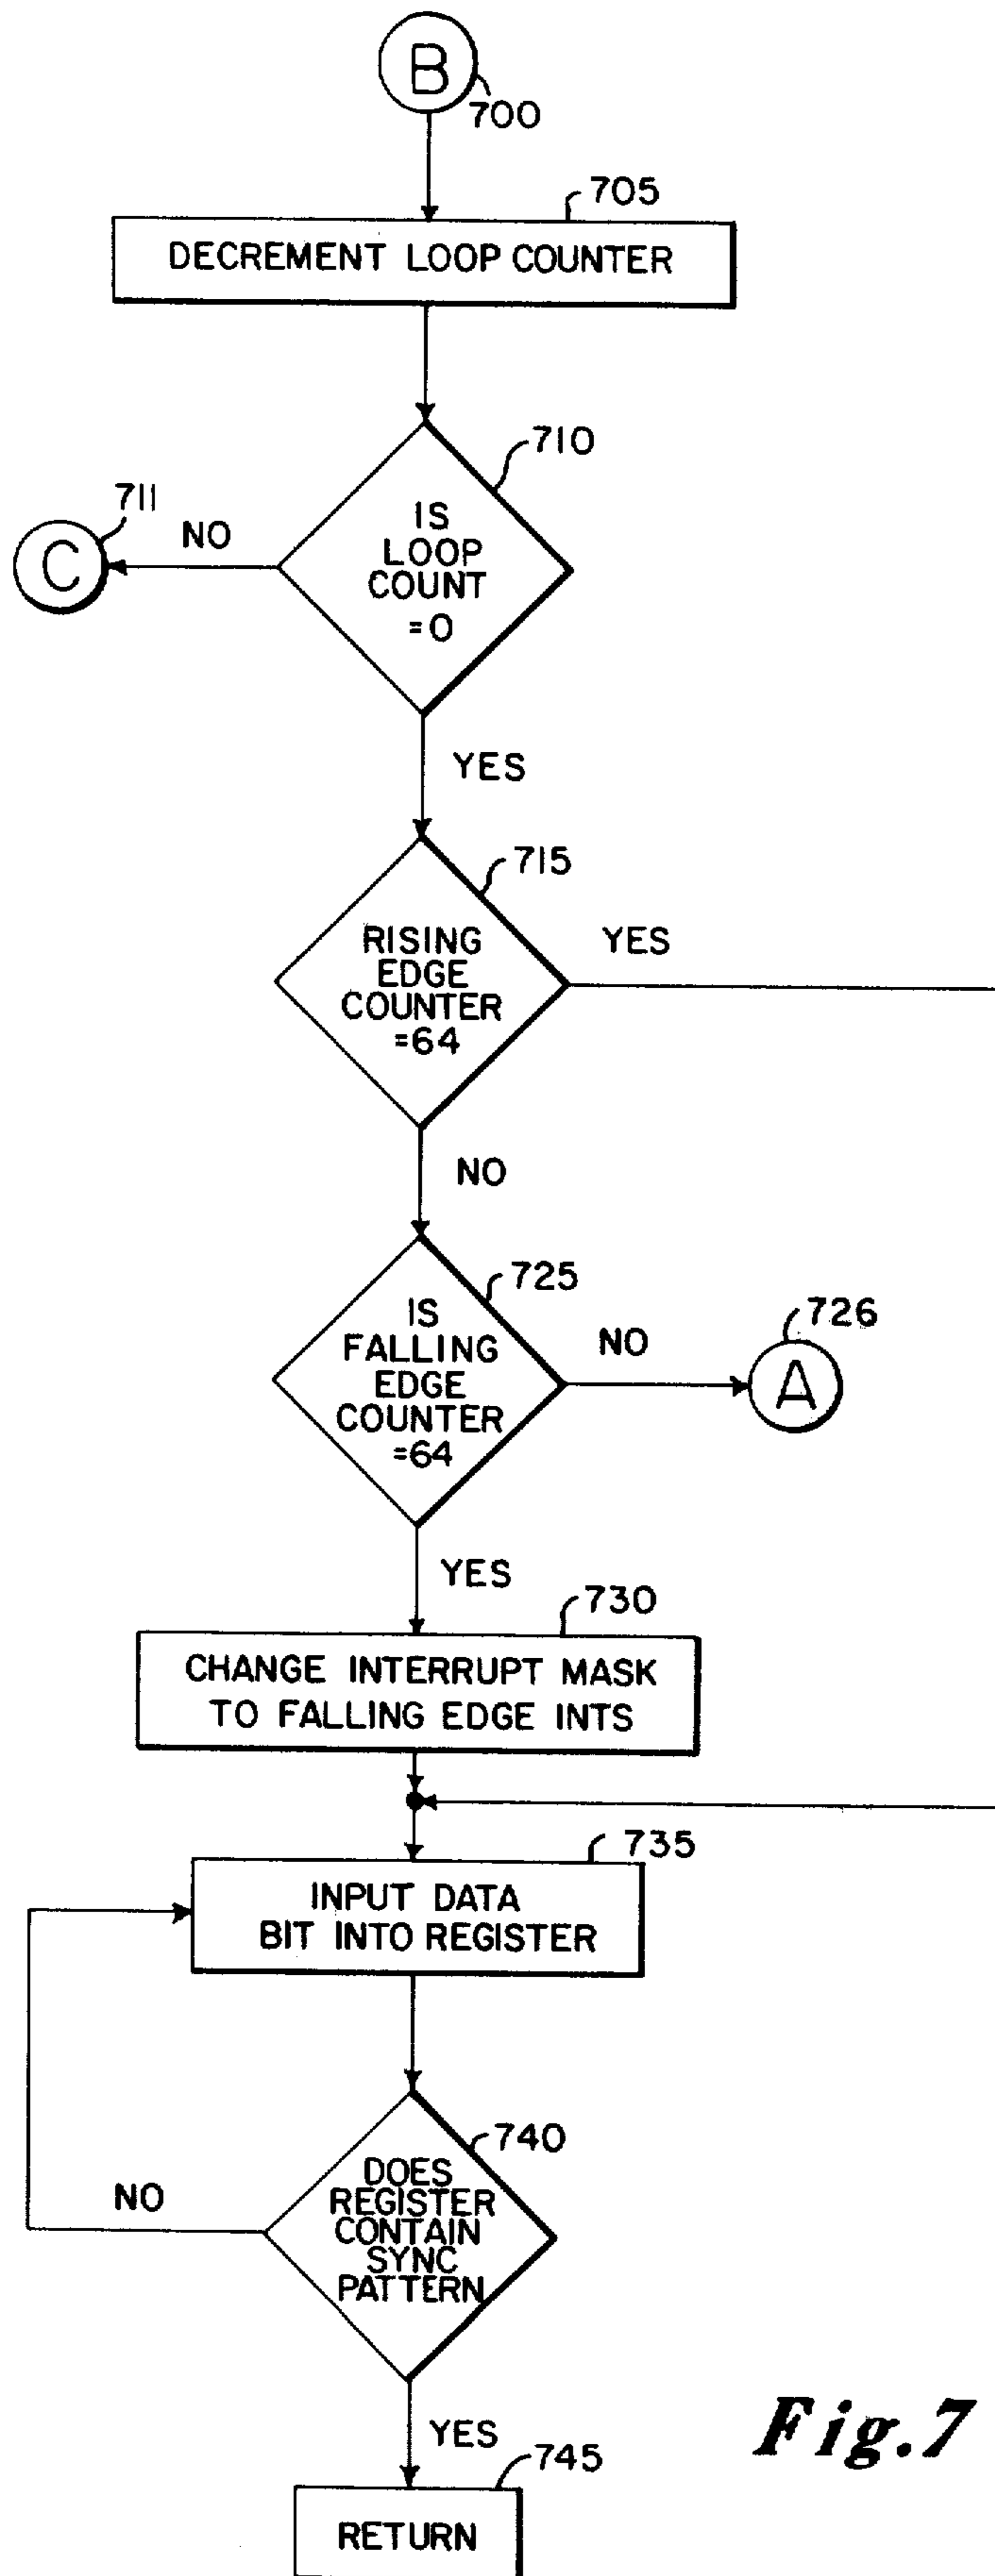 B
700
705
DECREMENT LOOP COUNTER
710
IS
LOOP
COUNT
=0
711
NO
C
YES
715
RISING
EDGE
COUNTER
=64
YES
NO
725
IS
FALLING
EDGE
COUNTER
=64
NO
726
A
YES
730
CHANGE INTERRUPT MASK
TO FALLING EDGE INTS
735
INPUT DATA
BIT INTO REGISTER
740
DOES
REGISTER
CONTAIN
SYNC
PATTERN
NO
YES
745
RETURN
Fig.7